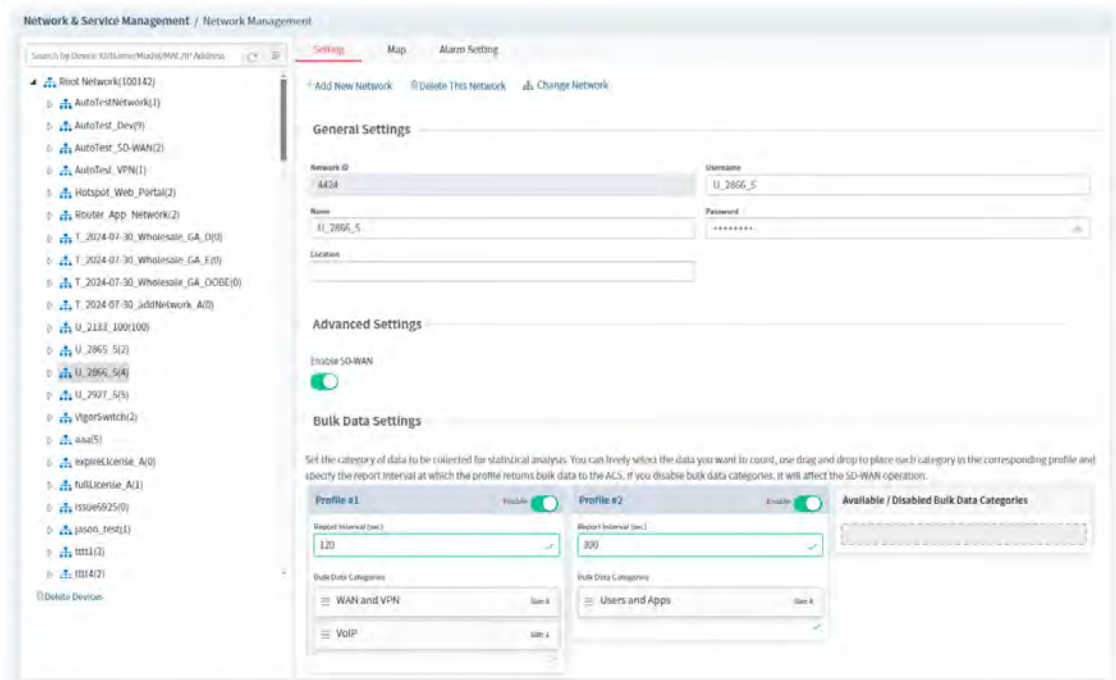 Network & Service Management / Network Management
Search by Device ID/Name/Model/MAC/IP Address
Root Network(100142)
AutoTestNetwork(1)
AutoTest_Dev(9)
AutoTest_SD-WAN(2)
AutoTest_VPN(1)
Hotspot_Web_Portal(2)
Router_App_Network(2)
T_2024-07-30_Wholesale_GA_D(0)
T_2024-07-30_Wholesale_GA_E(0)
T_2024-07-30_Wholesale_GA_OOBE(0)
T_2024-07-30_addNetwork_A(0)
U_2133_100(100)
U_2865_5(2)
U_2866_5(4)
U_2927_5(5)
VigorSwitch(2)
aaa(5)
expireLicense_A(0)
fullLicense_A(1)
issue6925(0)
jason_test(1)
tttt1(3)
tttt4(2)
Delete Devices
Setting Map Alarm Setting
Add New Network Delete This Network Change Network
General Settings
Network ID
4424
Username
U_2866_5
Name
U_2866_5
Password
••••••••
Location
Advanced Settings
Enable SD-WAN
Bulk Data Settings
Set the category of data to be collected for statistical analysis. You can freely select the data you want to count, use drag and drop to place each category in the corresponding profile and
specify the report interval at which the profile returns bulk data to the ACS. If you disable bulk data categories, it will affect the SD-WAN operation.
Profile #1 Enable
Report Interval (sec)
120
Bulk Data Categories
WAN and VPN
VoIP
Profile #2 Enable
Report Interval (sec)
300
Bulk Data Categories
Users and Apps
Available / Disabled Bulk Data Categories